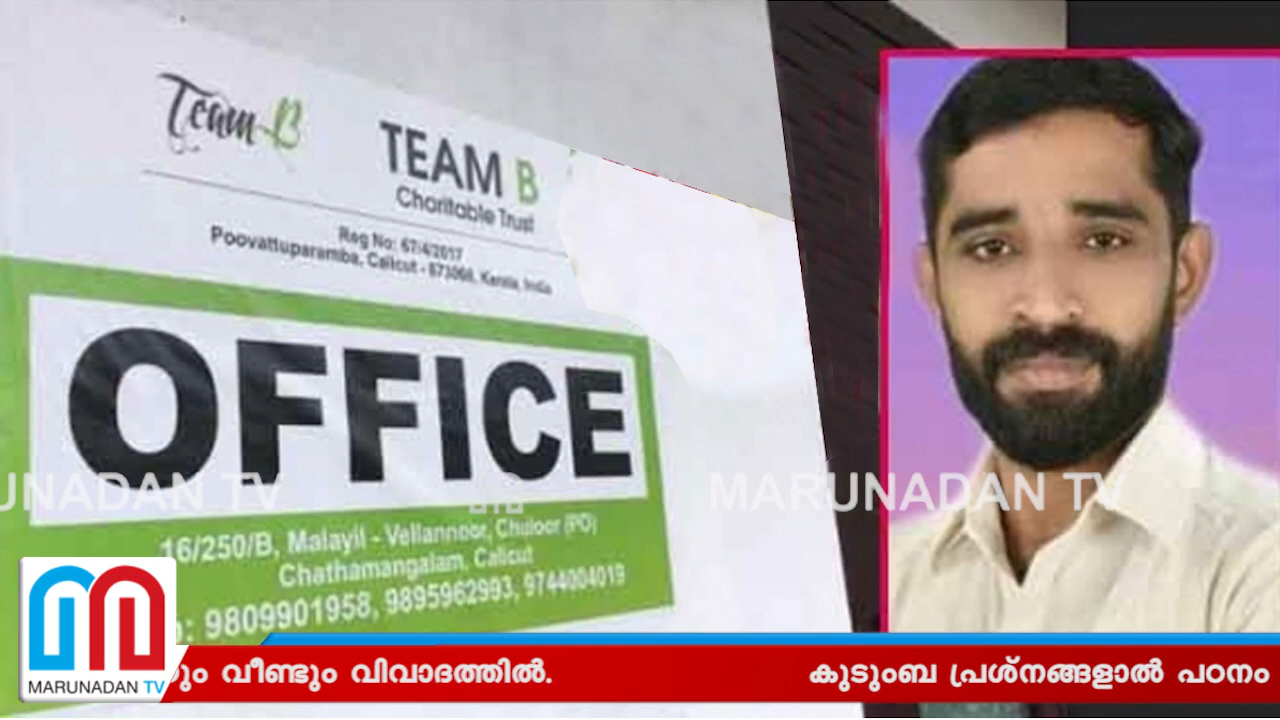 Team-B
TEAM B
Charitable Trust
Reg No: 67/4/2017
Poovattuparamba, Calicut - 673008, Kerala, India
OFFICE
UNADAN TV
MARUNADAN TV
16/250/B, Malayil - Vellannoor, Chuloor (PO)
Chathamangalam, Calicut
9809901958, 9895962993, 9744004019
MARUNADAN TV
വീണ്ടും വിവാദത്തിൽ. കുടുംബ പ്രശ്നങ്ങളാൽ പഠനം